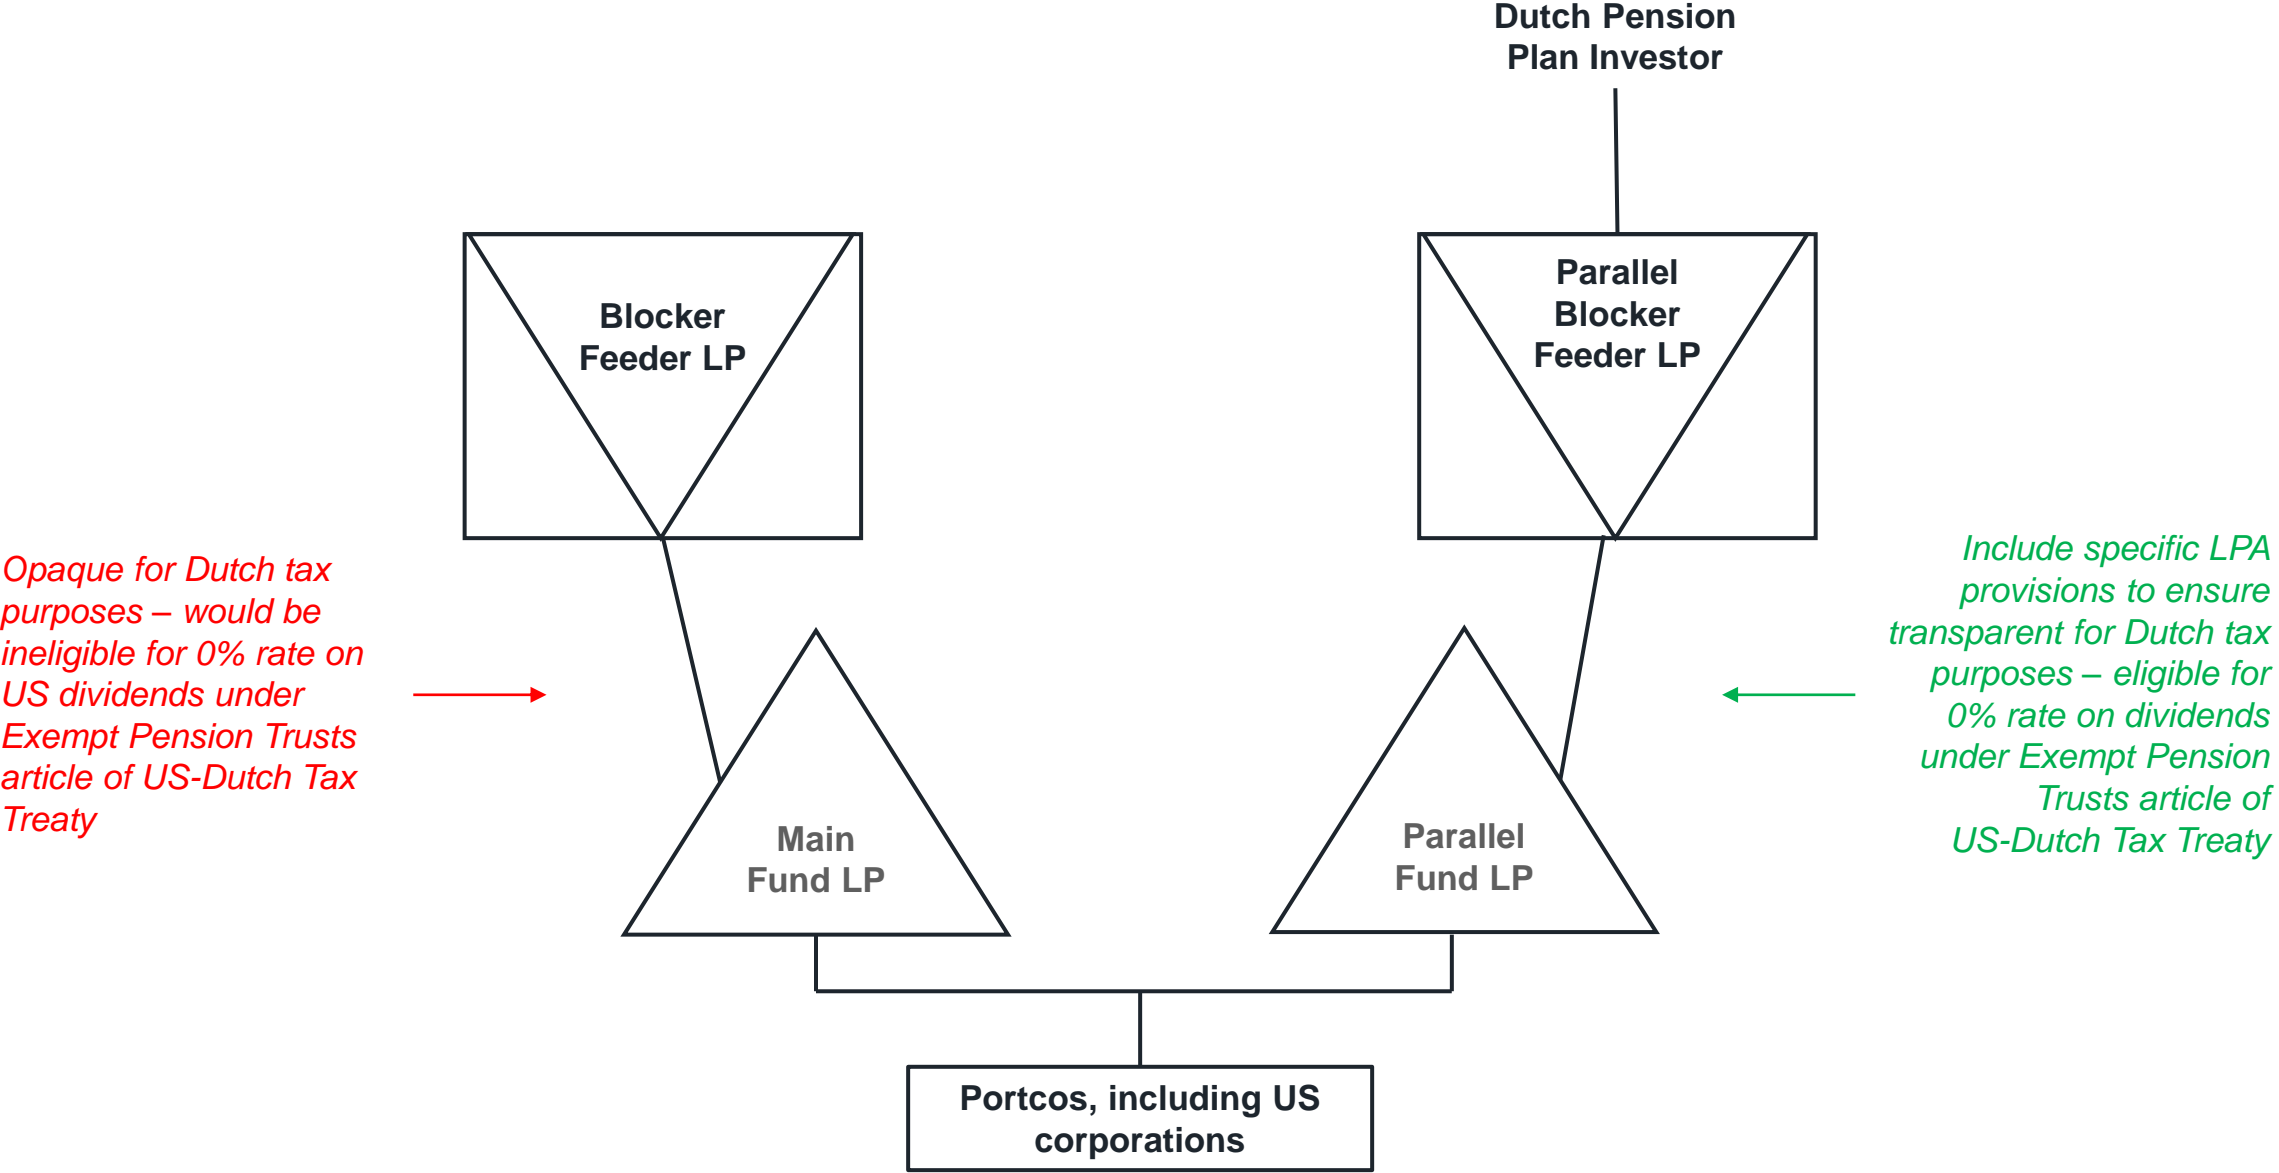 Dutch Pension
Plan Investor
Blocker
Feeder LP
Parallel
Blocker
Feeder LP
Opaque for Dutch tax
purposes – would be
ineligible for 0% rate on
US dividends under
Exempt Pension Trusts
article of US-Dutch Tax
Treaty
Include specific LPA
provisions to ensure
transparent for Dutch tax
purposes – eligible for
0% rate on dividends
under Exempt Pension
Trusts article of
US-Dutch Tax Treaty
Main
Fund LP
Parallel
Fund LP
Portcos, including US
corporations